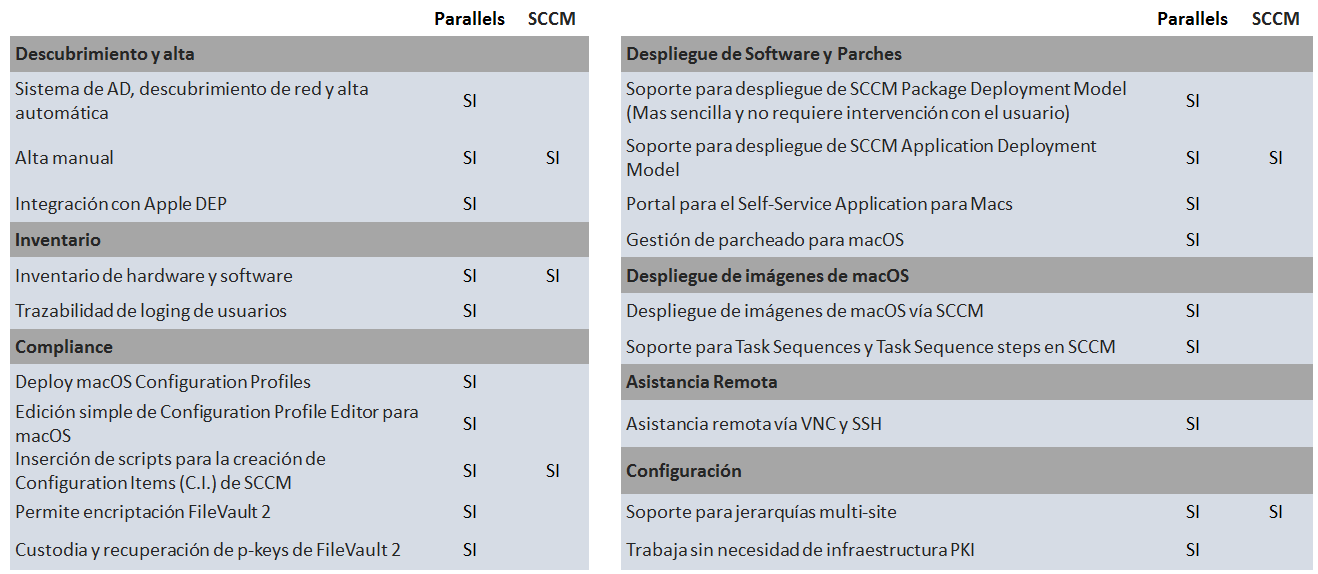 Parallels SCCM
Descubrimiento y alta
Sistema de AD, descubrimiento de red y alta
automática SI
Alta manual SI SI
Integración con Apple DEP SI
Inventario
Inventario de hardware y software SI SI
Trazabilidad de loging de usuarios SI
Compliance
Deploy macOS Configuration Profiles SI
Edición simple de Configuration Profile Editor para
macOS SI
Inserción de scripts para la creación de
Configuration Items (C.I.) de SCCM SI SI
Permite encriptación FileVault 2 SI
Custodia y recuperación de p-keys de FileVault 2 SI
Parallels SCCM
Despliegue de Software y Parches
Soporte para despliegue de SCCM Package Deployment Model
(Mas sencilla y no requiere intervención con el usuario) SI
Soporte para despliegue de SCCM Application Deployment
Model SI SI
Portal para el Self-Service Application para Macs SI
Gestión de parcheado para macOS SI
Despliegue de imágenes de macOS
Despliegue de imágenes de macOS vía SCCM SI
Soporte para Task Sequences y Task Sequence steps en SCCM SI
Asistancia Remota
Asistancia remota vía VNC y SSH SI
Configuración
Soporte para jerarquías multi-site SI SI
Trabaja sin necesidad de infraestructura PKI SI